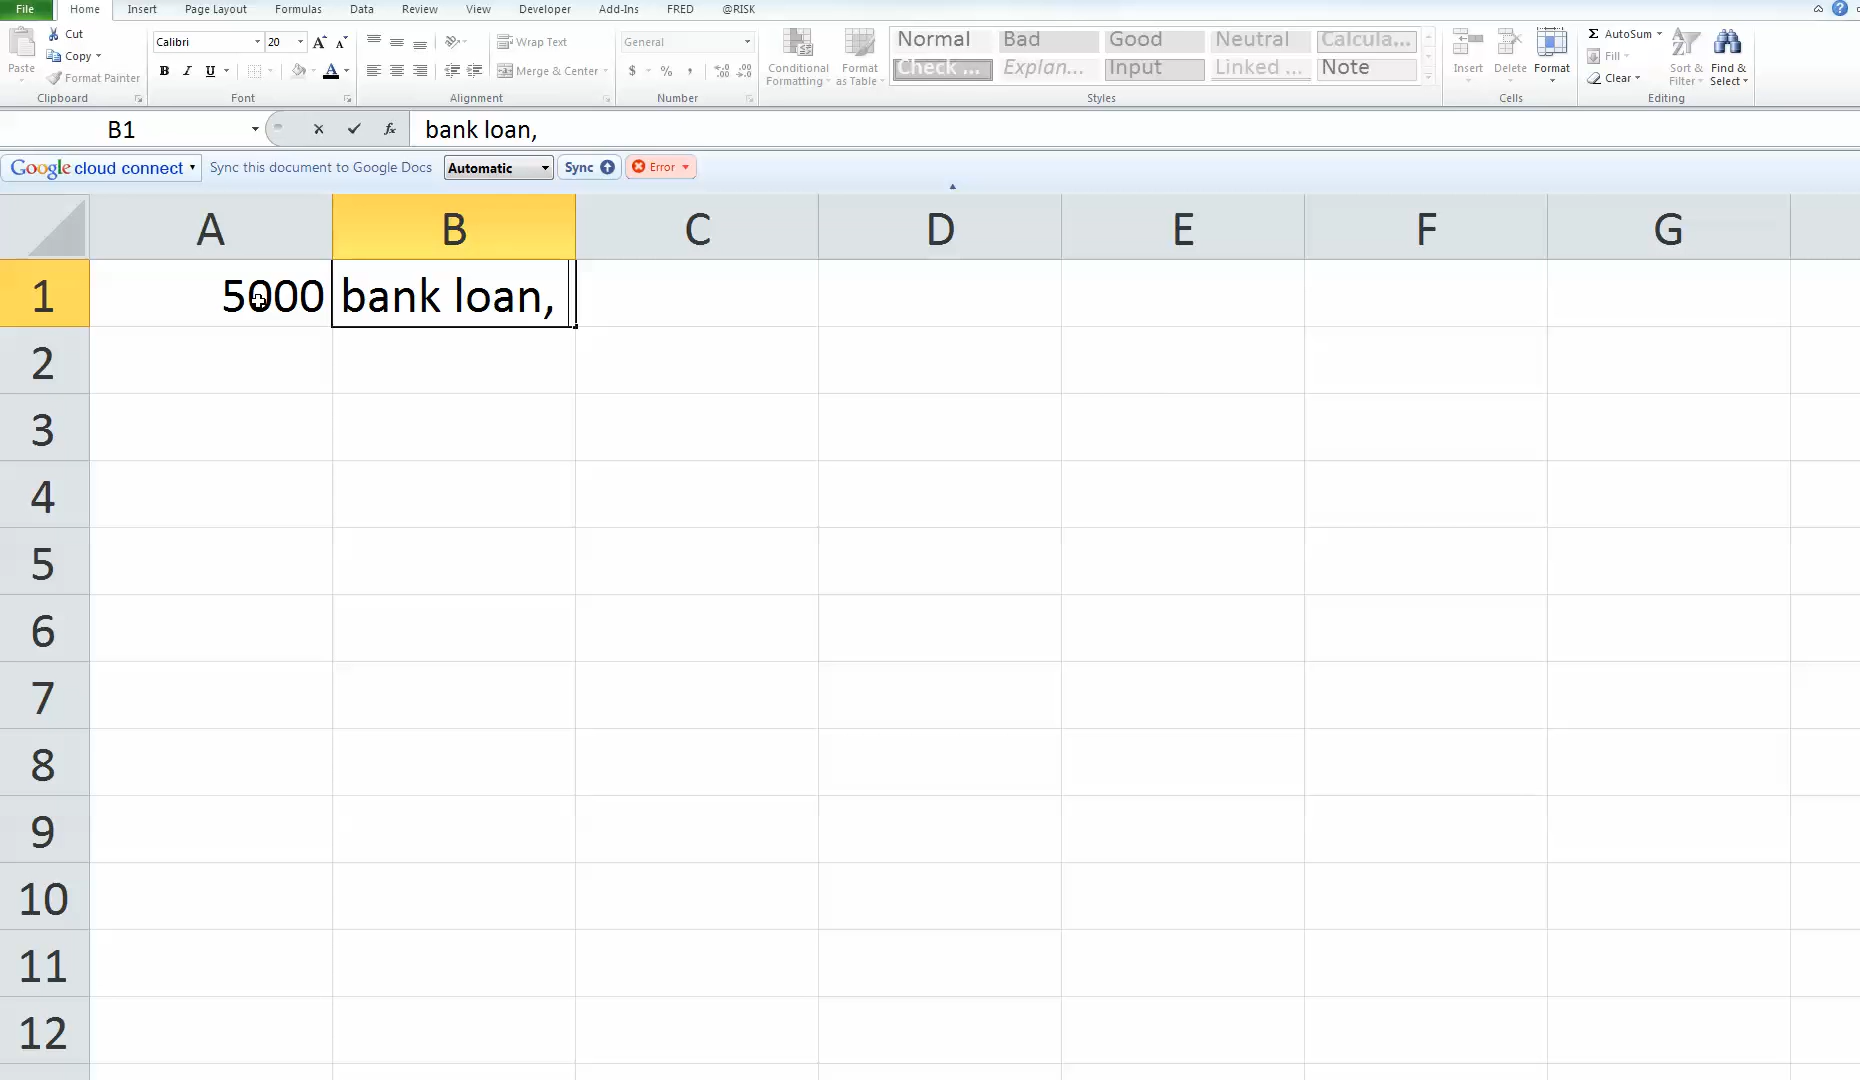 File Home Insert Page Layout Formulas Data Review View Developer Add-Ins FRED @RISK
Cut
Copy
Format Painter
Paste
Clipboard
Calibri 20
B I U
Font
Wrap Text
Merge & Center
Alignment
General
$ % ,
Number
Conditional Formatting
Format as Table
Normal Bad Good Neutral Calcula...
Check ... Explan... Input Linked ... Note
Styles
Insert Delete Format
Cells
Σ AutoSum
Fill
Clear
Sort & Filter
Find & Select
Editing
B1 fx bank loan,
Google cloud connect Sync this document to Google Docs Automatic Sync Error
A B C D E F G
1 5000 bank loan,
2
3
4
5
6
7
8
9
10
11
12